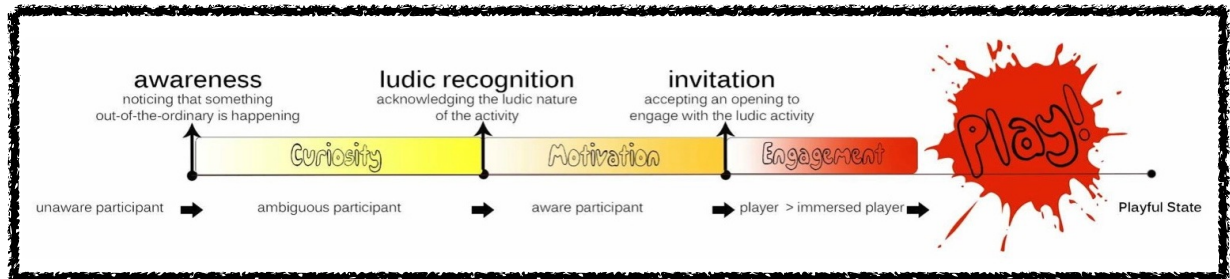 awareness
noticing that something
out-of-the-ordinary is happening
ludic recognition
acknowledging the ludic nature
of the activity
invitation
accepting an opening to
engage with the ludic activity
Curiosity
Motivation
Engagement
Play!
unaware participant
ambiguous participant
aware participant
player > immersed player
Playful State